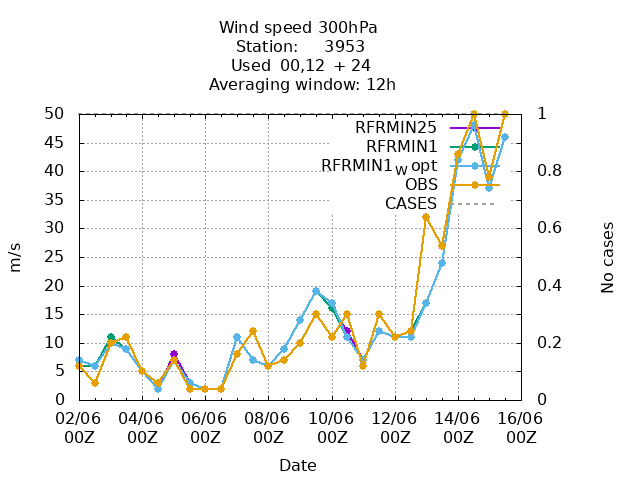 Wind speed 300hPa
Station: 3953
Used 00,12 + 24
Averaging window: 12h
50 1
RFRMIN25
45
RFRMIN1
40 0.8
RFRMIN1w opt
35
OBS
CASES
30 0.6
25
20 0.4
15
10 0.2
5
0 0
m/s
No cases
02/06 04/06 06/06 08/06 10/06 12/06 14/06 16/06
00Z 00Z 00Z 00Z 00Z 00Z 00Z 00Z
Date